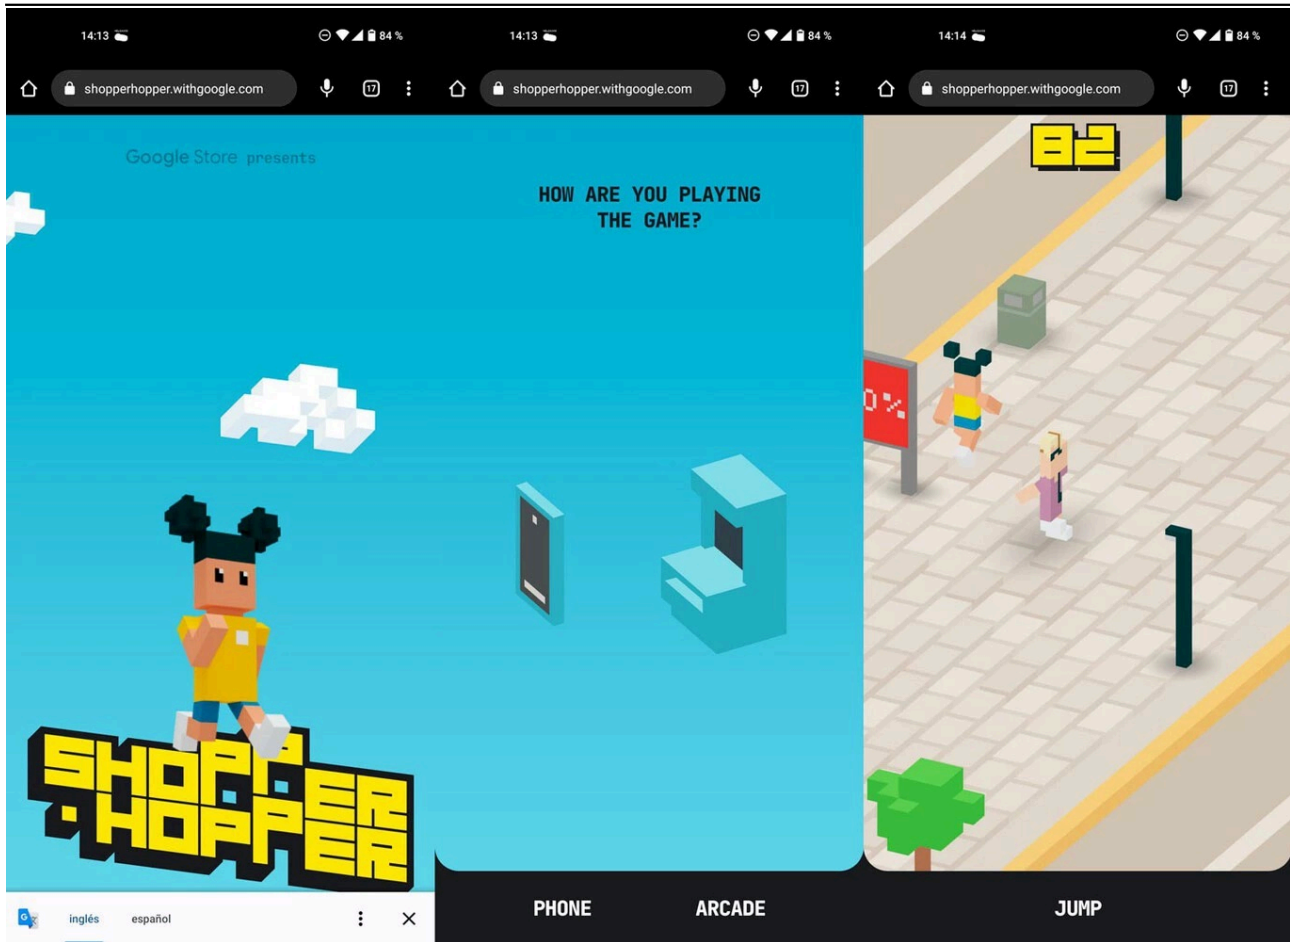 14:13
84 %
shopperhopper.withgoogle.com
17
Google Store presents
SHOPPER
HOPPER
inglés
español
14:13
84 %
shopperhopper.withgoogle.com
17
HOW ARE YOU PLAYING
THE GAME?
PHONE
ARCADE
14:14
84 %
shopperhopper.withgoogle.com
17
82
0%
JUMP